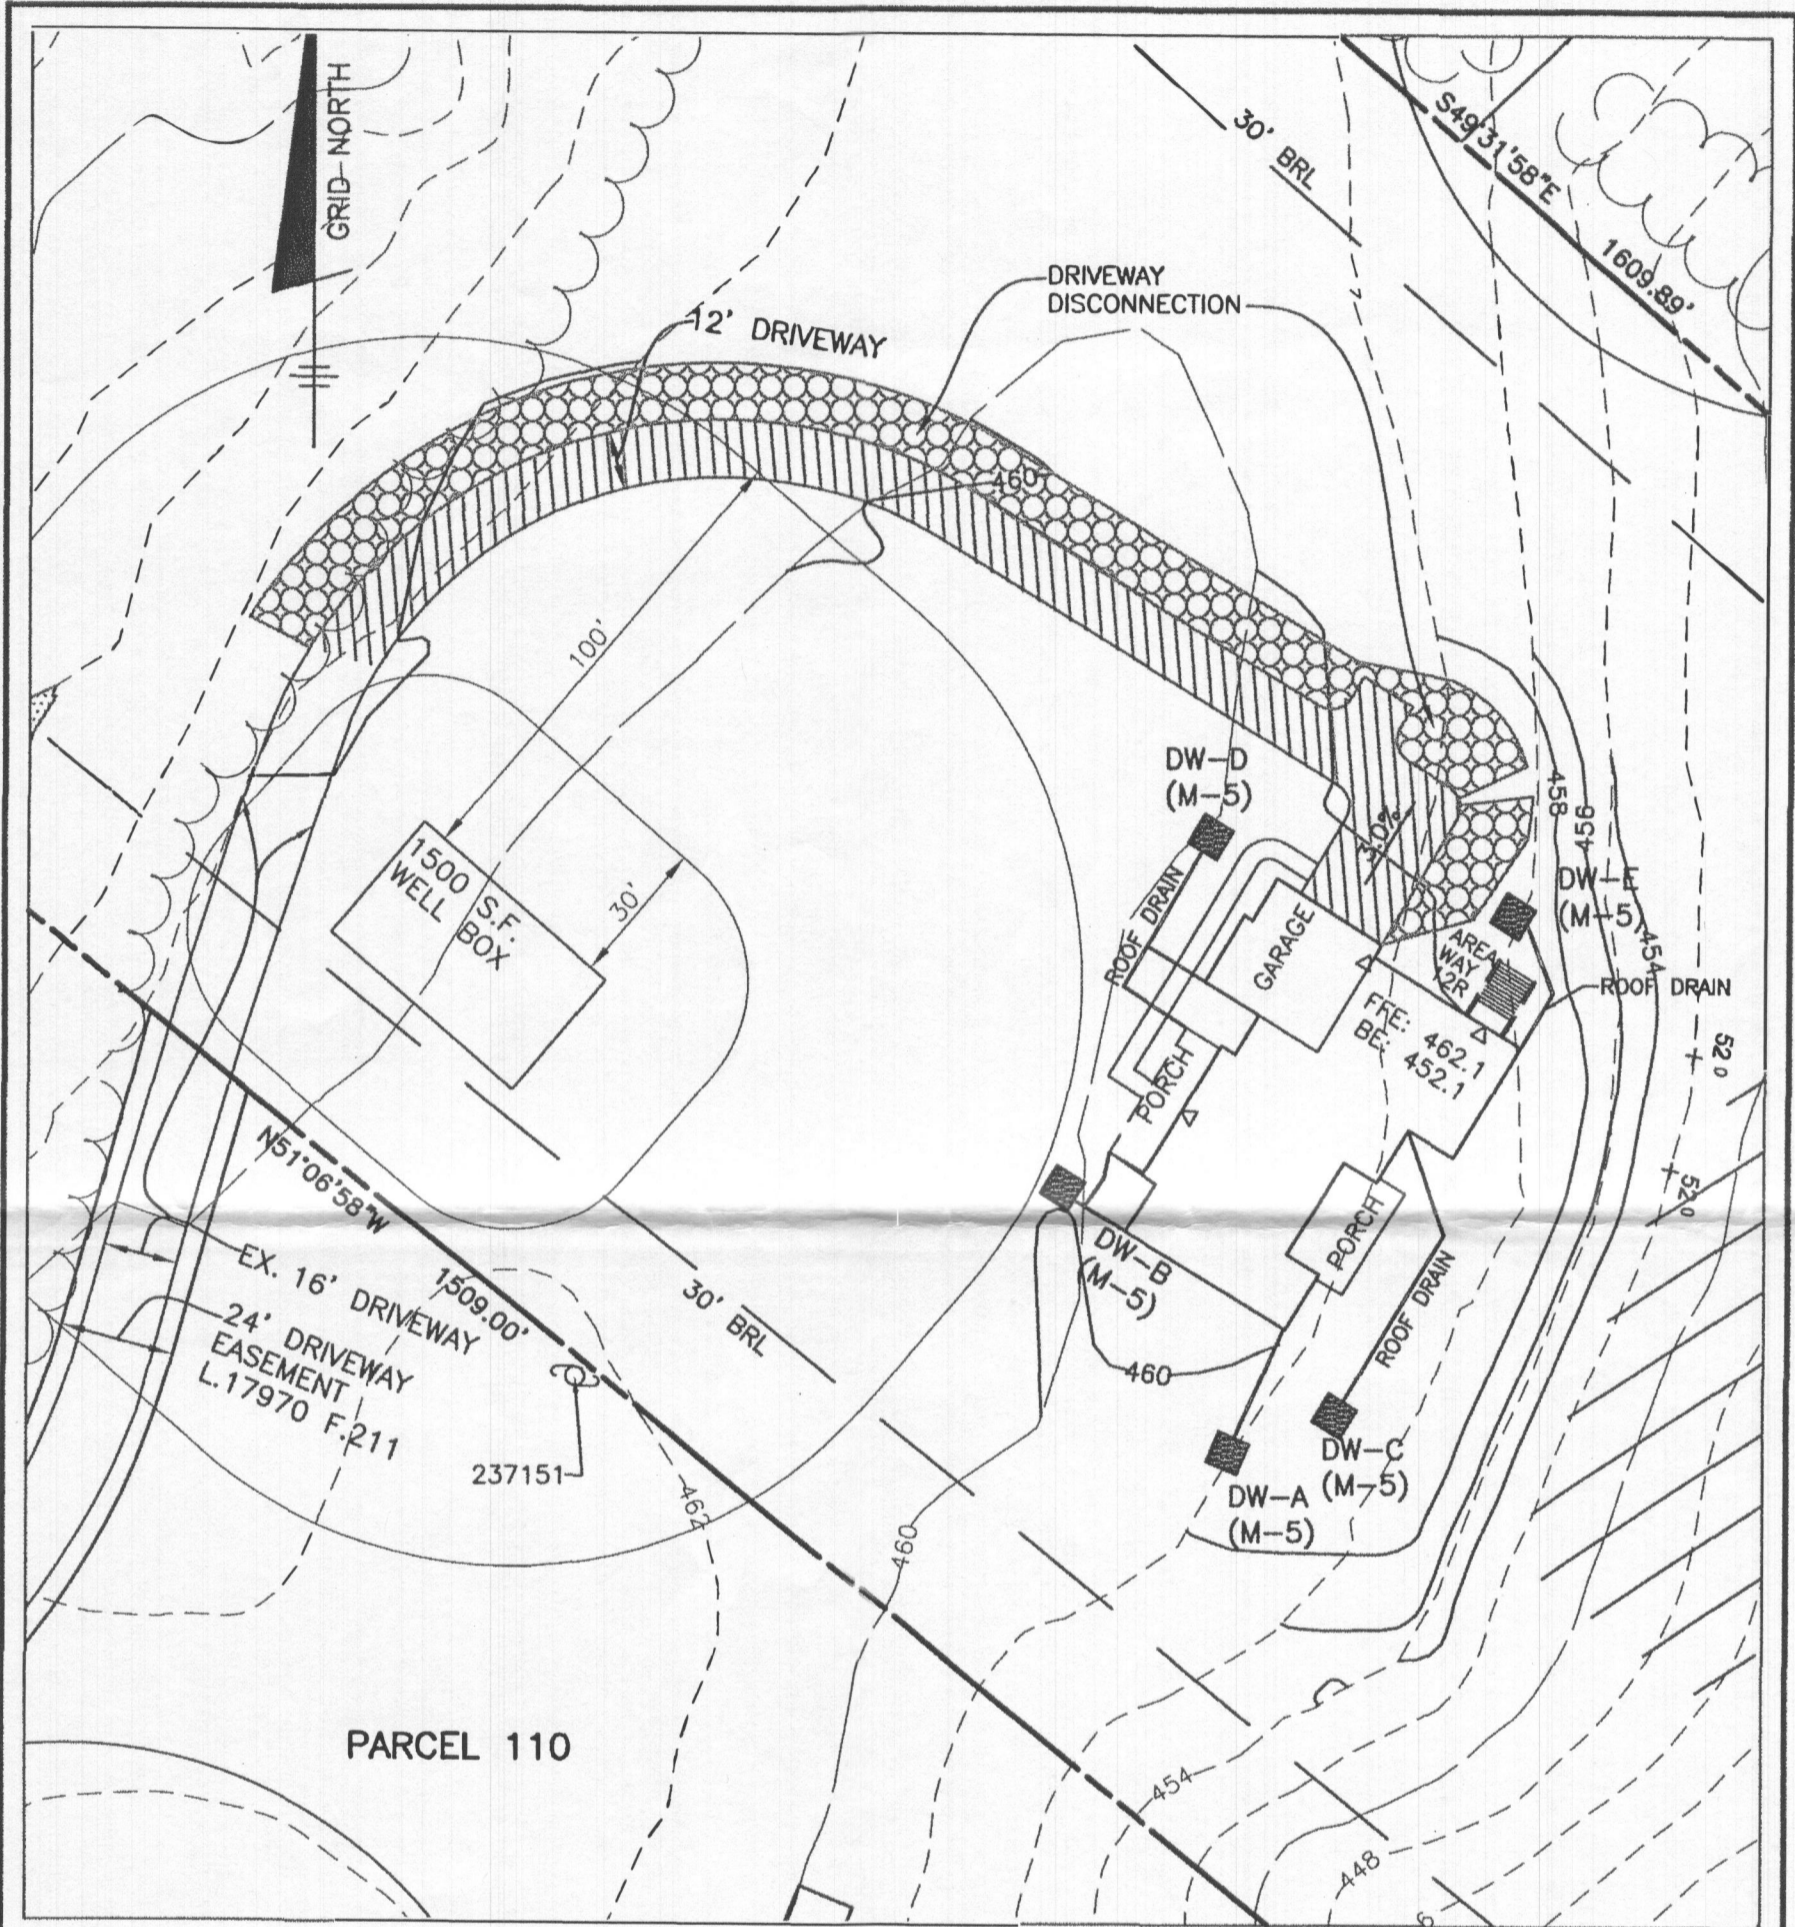 GRID NORTH
30' BRL
S49°31'58"E
1609.89'
DRIVEWAY
DISCONNECTION
12' DRIVEWAY
460
100'
DW-D
(M-5)
3.0%
458
456
1500 S.F.
WELL BOX
30'
DW-E
(M-5)
454
ROOF DRAIN
GARAGE
AREA
WAY
12R
ROOF DRAIN
FFE: 462.1
BE: 452.1
PORCH
52.0
N51°06'58"W
1509.00'
52.0
PORCH
DW-B
(M-5)
EX. 16' DRIVEWAY
24' DRIVEWAY
EASEMENT
L.17970 F.211
30' BRL
ROOF DRAIN
460
237151
462
460
DW-C
(M-5)
DW-A
(M-5)
PARCEL 110
454
448
6